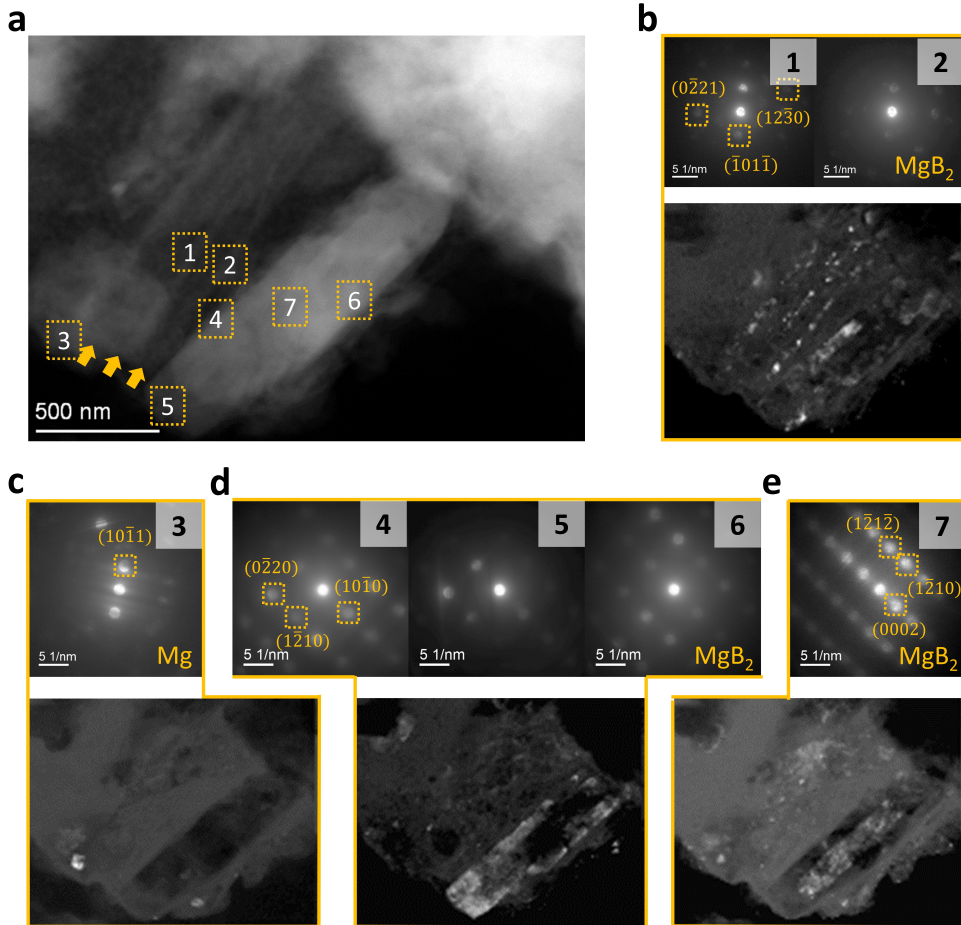 a
1
2
3
4
5
6
7
500 nm
b
1
(02̄21)
(123̄0)
(1̄011̄)
5 1/nm
2
5 1/nm
MgB₂
c
3
(101̄1)
5 1/nm
Mg
d
4
(02̄20)
(101̄0)
(12̄10)
5 1/nm
5
5 1/nm
6
5 1/nm
MgB₂
e
7
(12̄12̄)
(12̄10)
(0002)
5 1/nm
MgB₂